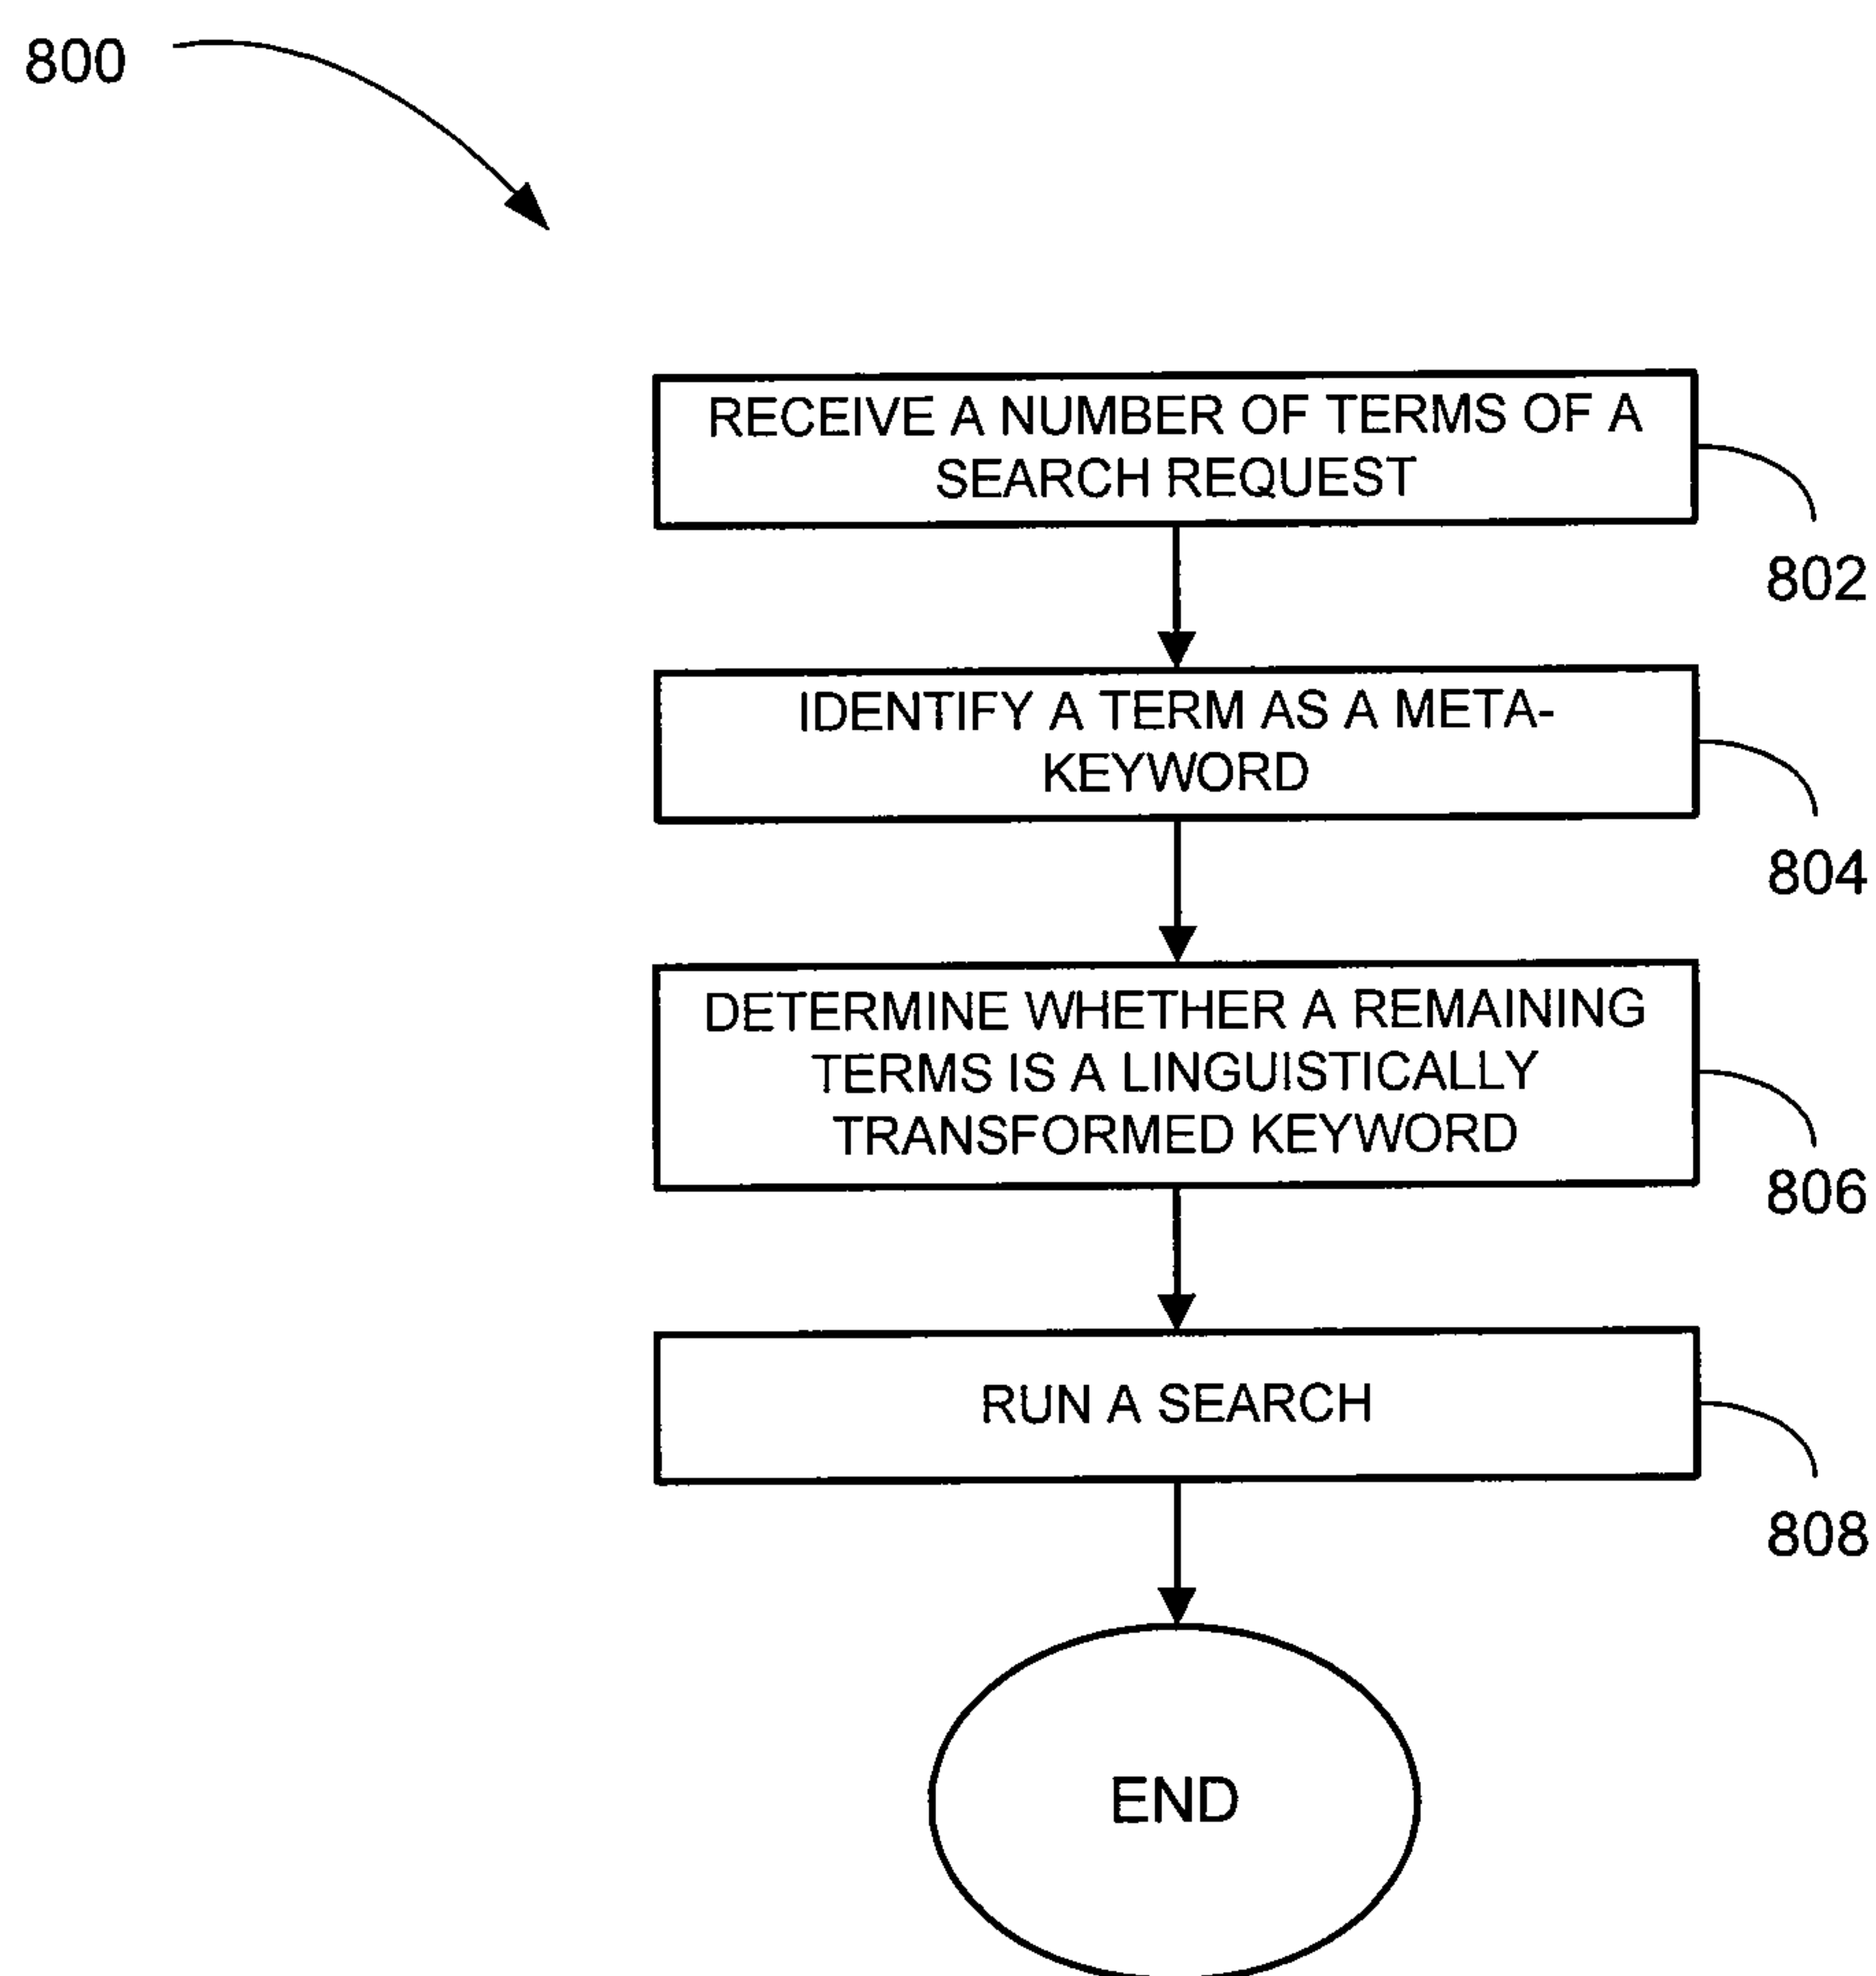 800
RECEIVE A NUMBER OF TERMS OF A
SEARCH REQUEST
802
IDENTIFY A TERM AS A META-
KEYWORD
804
DETERMINE WHETHER A REMAINING
TERMS IS A LINGUISTICALLY
TRANSFORMED KEYWORD
806
RUN A SEARCH
808
END